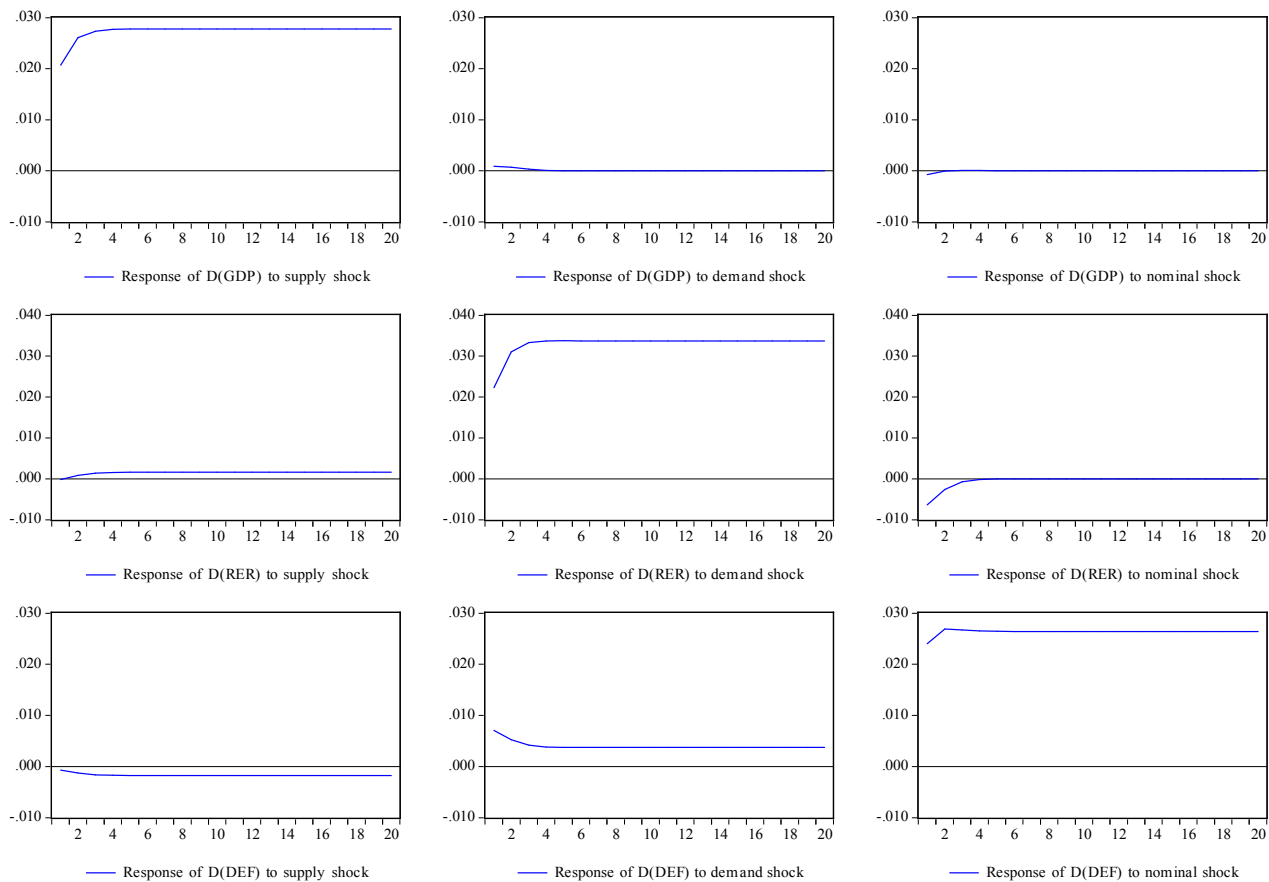 .030 .030 .030
.020 .020 .020
.010 .010 .010
.000 .000 .000
-.010 -.010 -.010
2 4 6 8 10 12 14 16 18 20 2 4 6 8 10 12 14 16 18 20 2 4 6 8 10 12 14 16 18 20
Response of D(GDP) to supply shock Response of D(GDP) to demand shock Response of D(GDP) to nominal shock
.040 .040 .040
.030 .030 .030
.020 .020 .020
.010 .010 .010
.000 .000 .000
-.010 -.010 -.010
2 4 6 8 10 12 14 16 18 20 2 4 6 8 10 12 14 16 18 20 2 4 6 8 10 12 14 16 18 20
Response of D(RER) to supply shock Response of D(RER) to demand shock Response of D(RER) to nominal shock
.030 .030 .030
.020 .020 .020
.010 .010 .010
.000 .000 .000
-.010 -.010 -.010
2 4 6 8 10 12 14 16 18 20 2 4 6 8 10 12 14 16 18 20 2 4 6 8 10 12 14 16 18 20
Response of D(DEF) to supply shock Response of D(DEF) to demand shock Response of D(DEF) to nominal shock